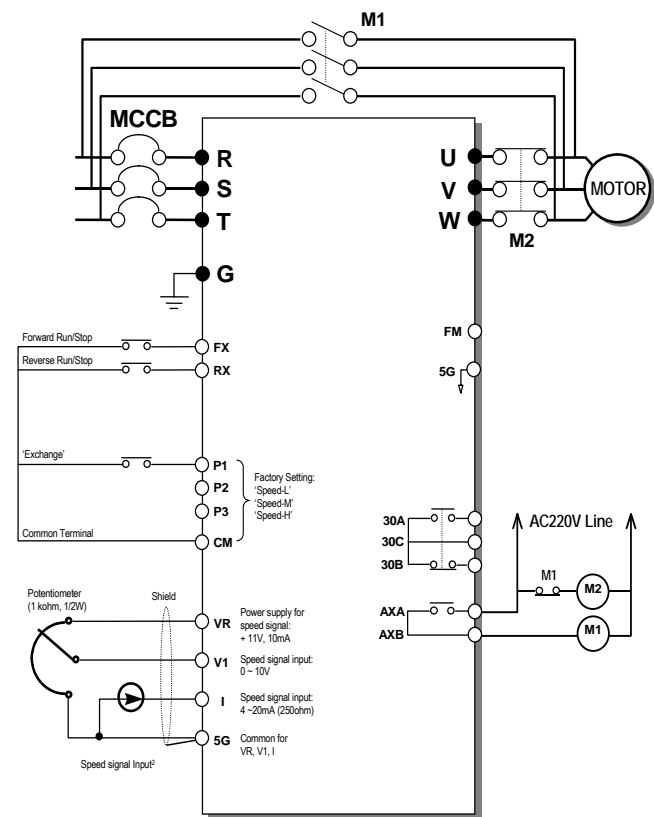 M1
MCCB
R
U
S
V
MOTOR
T
W
M2
G
FM
Forward Run/Stop
FX
Reverse Run/Stop
RX
5G
'Exchange'
P1
Factory Setting:
P2
'Speed-L'
'Speed-M'
P3
'Speed-H'
Common Terminal
CM
30A
AC220V Line
30C
30B
M1
M2
Potentiometer
(1 kohm, 1/2W)
Shield
AXA
VR
Power supply for
speed signal:
+ 11V, 10mA
AXB
M1
V1
Speed signal input:
0 ~ 10V
I
Speed signal input:
4 ~20mA (250ohm)
5G
Common for
VR, V1, I
Speed signal Input²